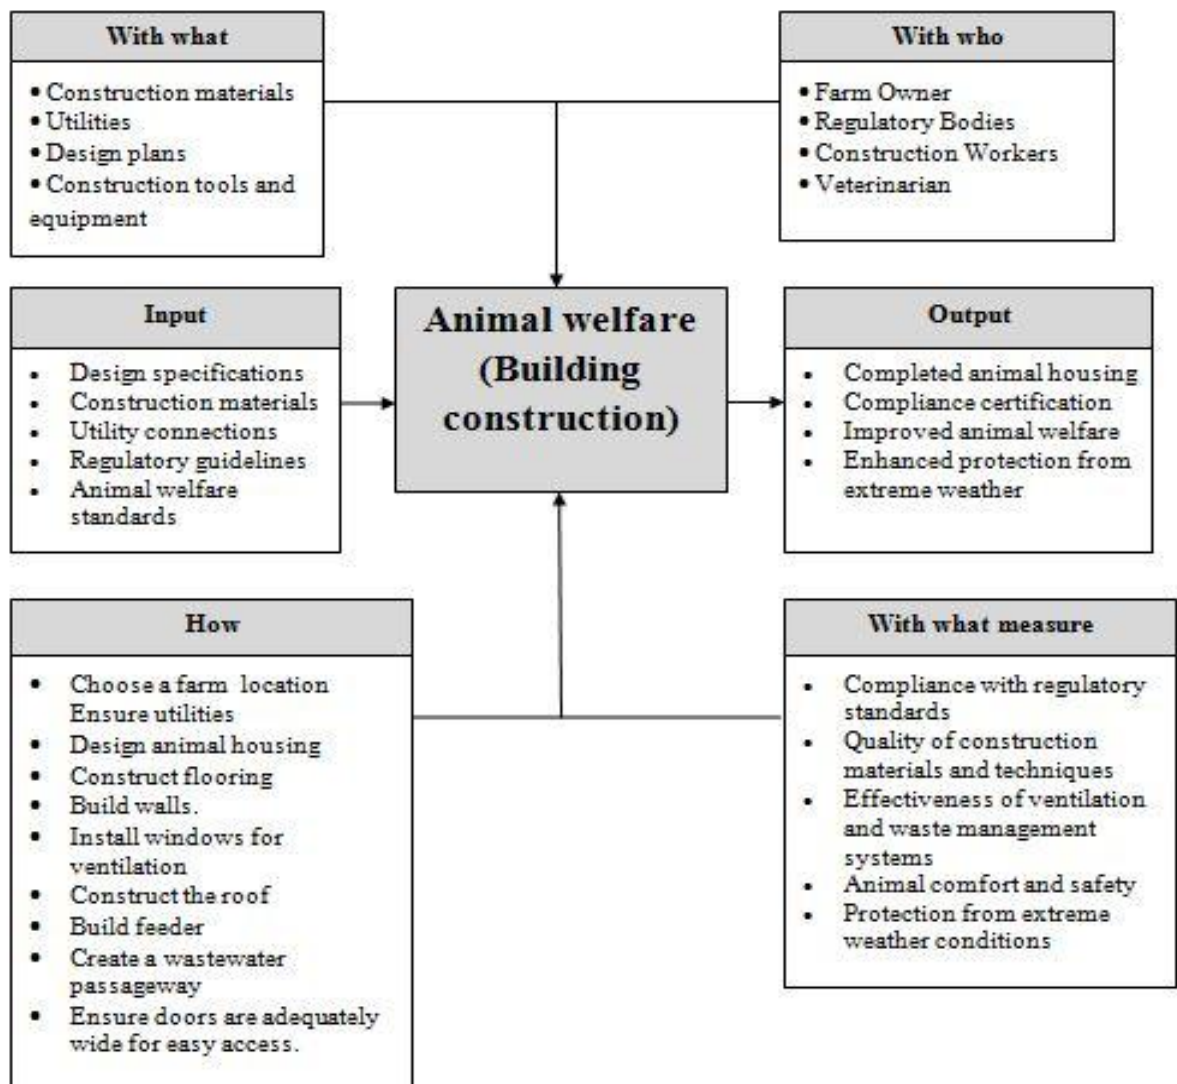 With what
• Construction materials
• Utilities
• Design plans
• Construction tools and
equipment
With who
• Farm Owner
• Regulatory Bodies
• Construction Workers
• Veterinarian
Input
• Design specifications
• Construction materials
• Utility connections
• Regulatory guidelines
• Animal welfare
standards
Animal welfare
(Building
construction)
Output
• Completed animal housing
• Compliance certification
• Improved animal welfare
• Enhanced protection from
extreme weather
How
• Choose a farm location
Ensure utilities
• Design animal housing
• Construct flooring
• Build walls.
• Install windows for
ventilation
• Construct the roof
• Build feeder
• Create a wastewater
passageway
• Ensure doors are adequately
wide for easy access.
With what measure
• Compliance with regulatory
standards
• Quality of construction
materials and techniques
• Effectiveness of ventilation
and waste management
systems
• Animal comfort and safety
• Protection from extreme
weather conditions